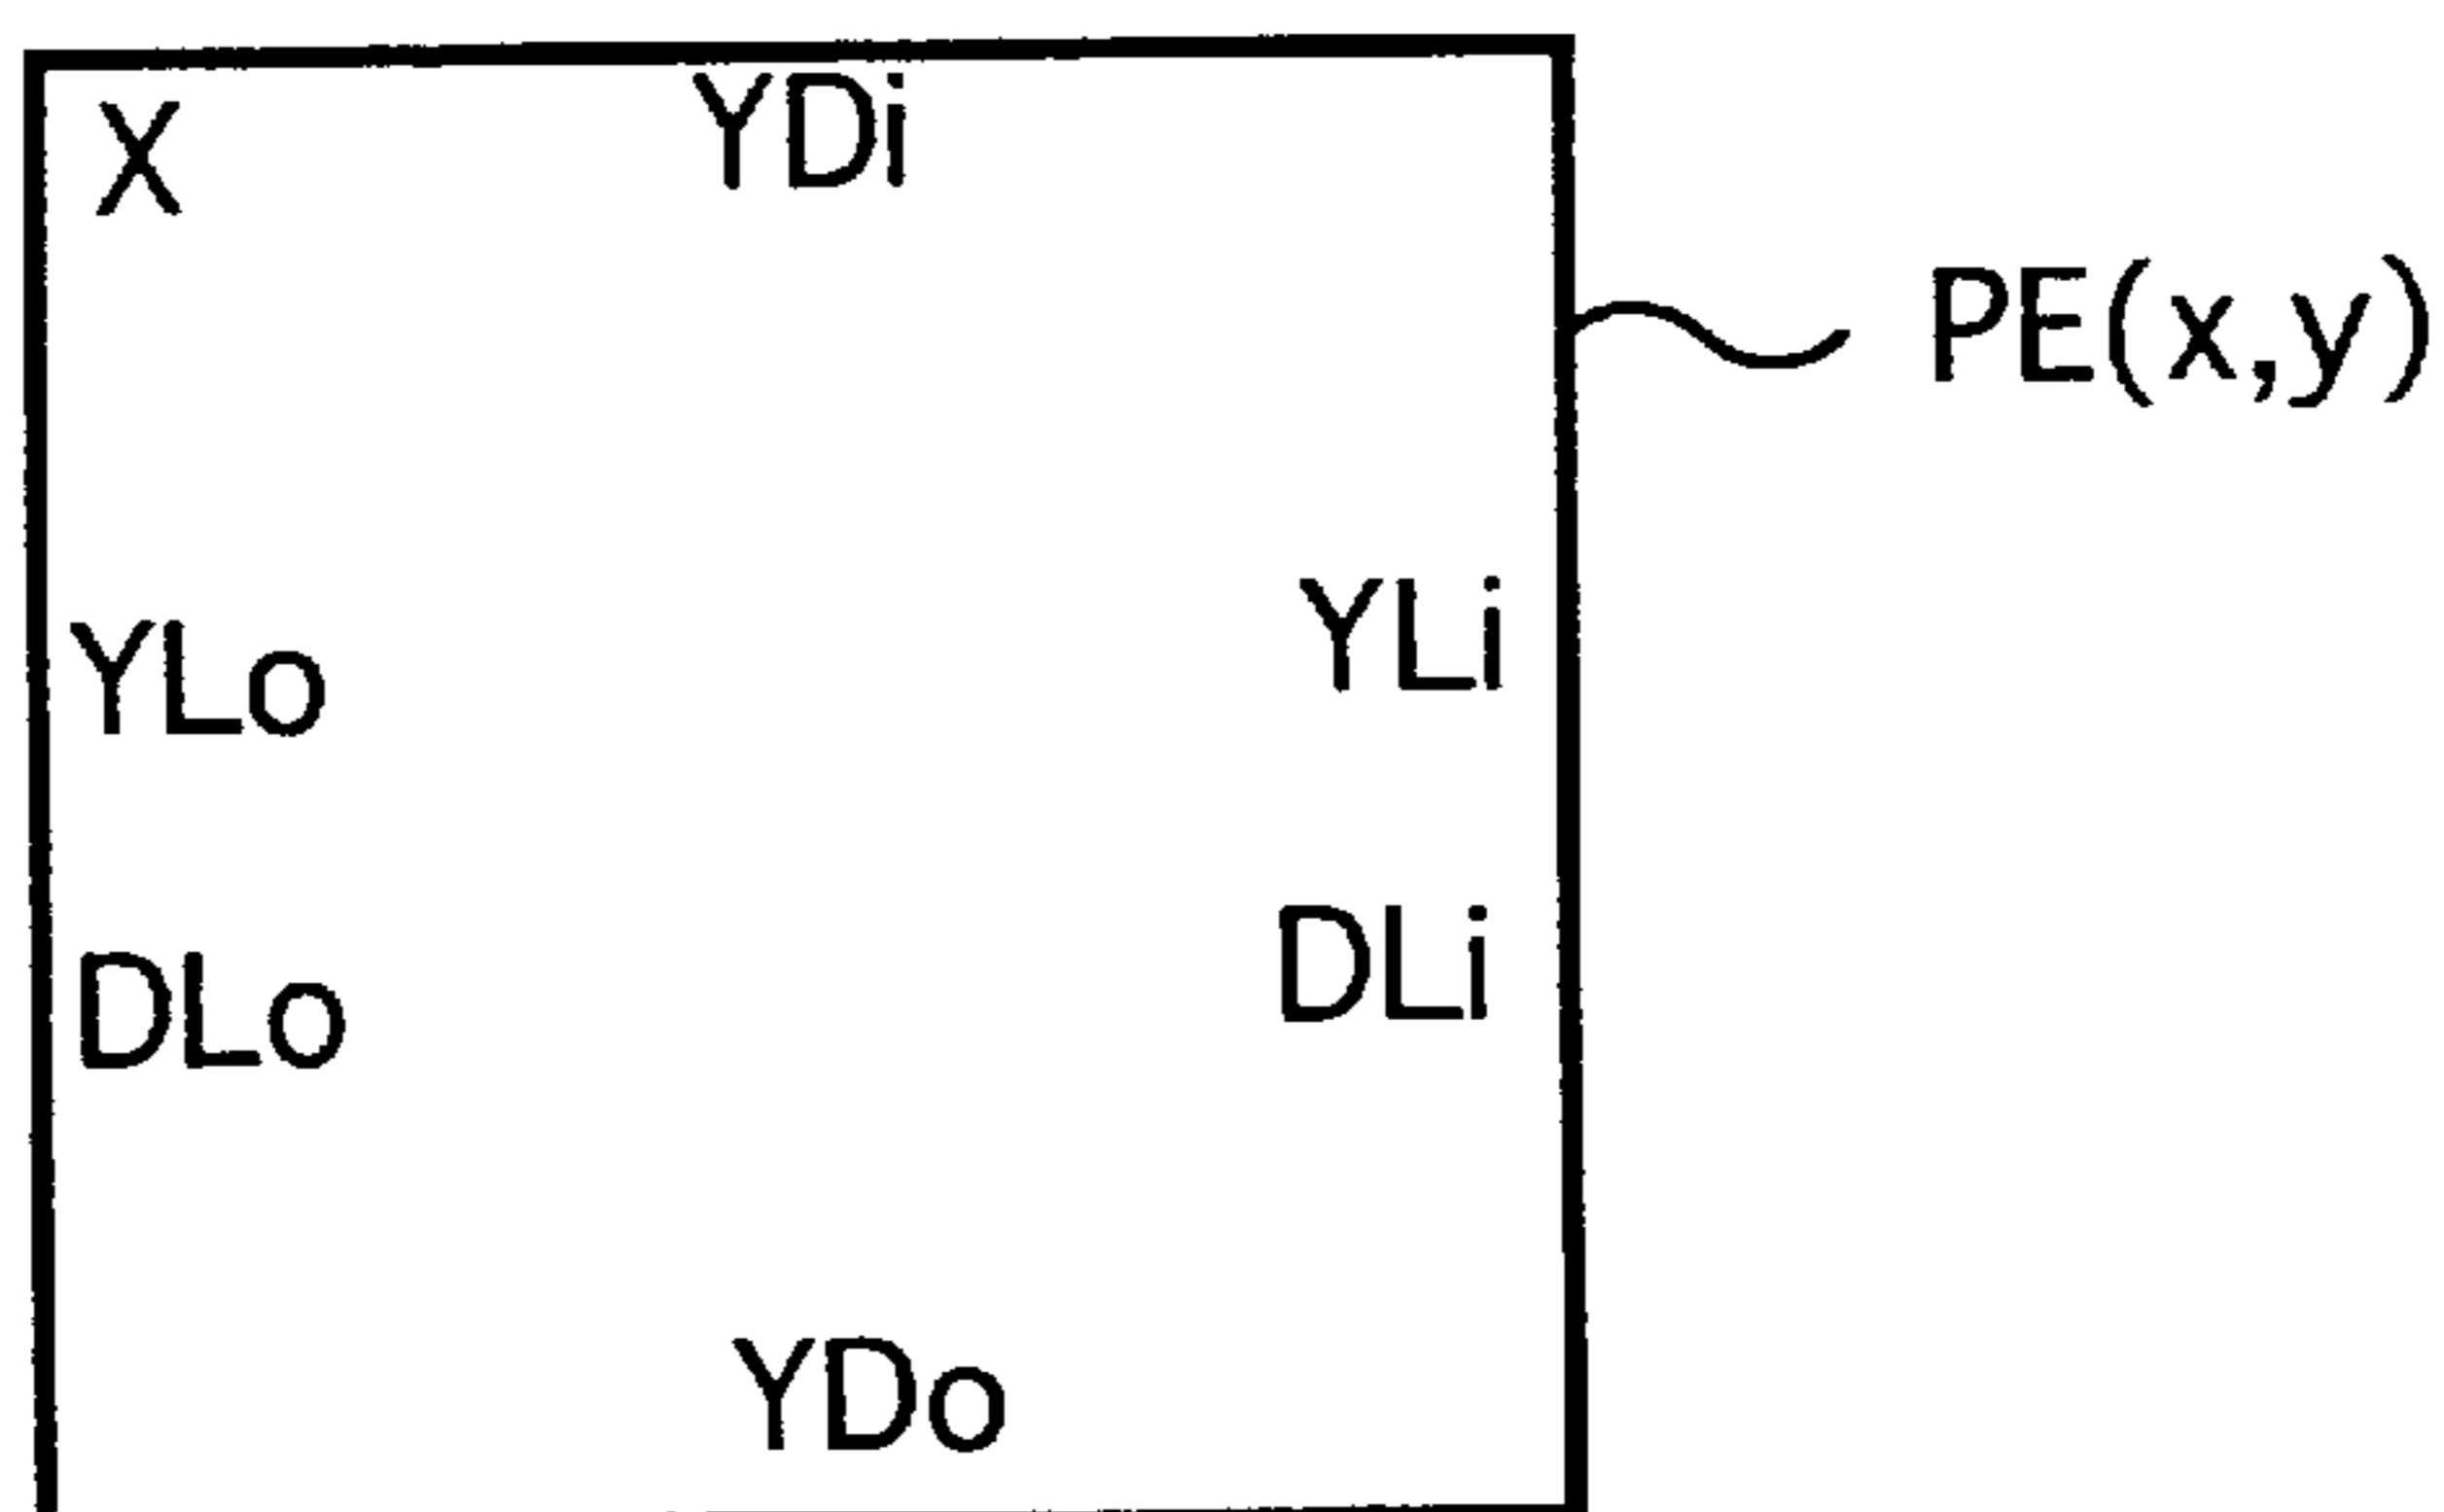 X
YDi
PE(x,y)
YLo
YLi
DLo
DLi
YDo